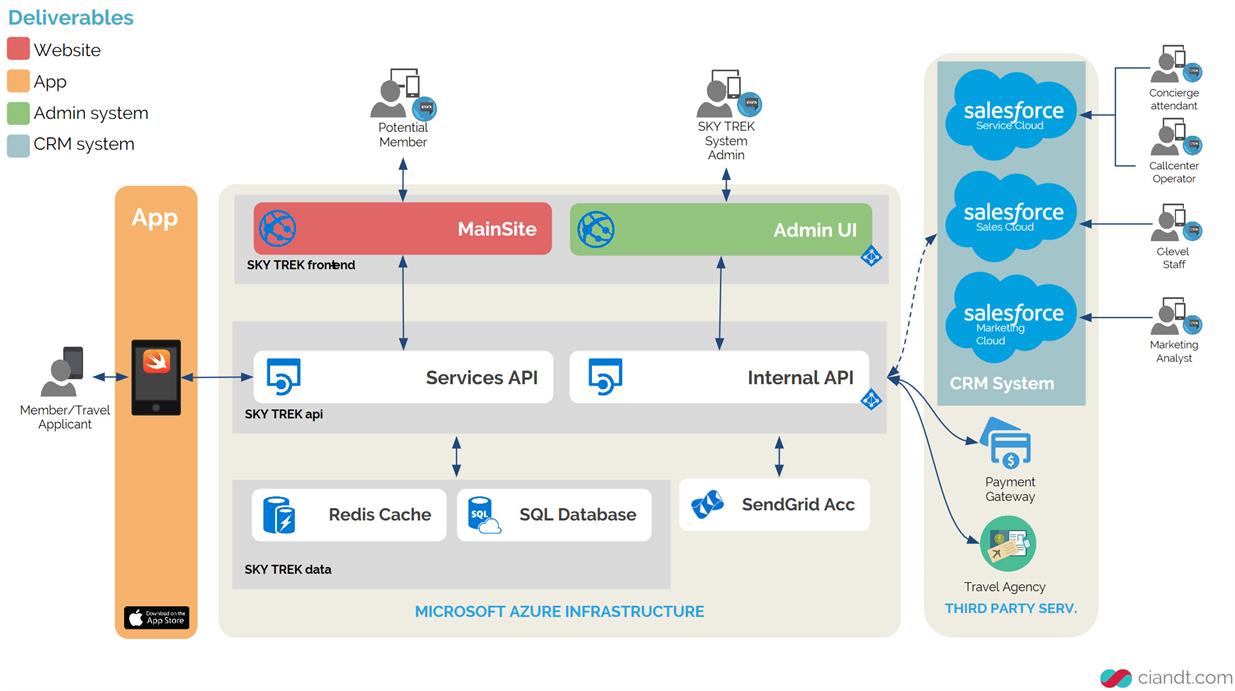 Deliverables
Website
App
Admin system
CRM system
Potential
Member
SKY TREK
System
Admin
App
MainSite
Admin UI
SKY TREK frontend
Services API
Internal API
SKY TREK api
Member/Travel
Applicant
Redis Cache
SQL
SQL Database
SendGrid Acc
SKY TREK data
MICROSOFT AZURE INFRASTRUCTURE
Download on the
App Store
salesforce
Service Cloud
salesforce
Sales Cloud
salesforce
Marketing
Cloud
CRM System
$
Payment
Gateway
Travel Agency
THIRD PARTY SERV.
Concierge
attendant
Callcenter
Operator
C-level
Staff
Marketing
Analyst
ciandt.com